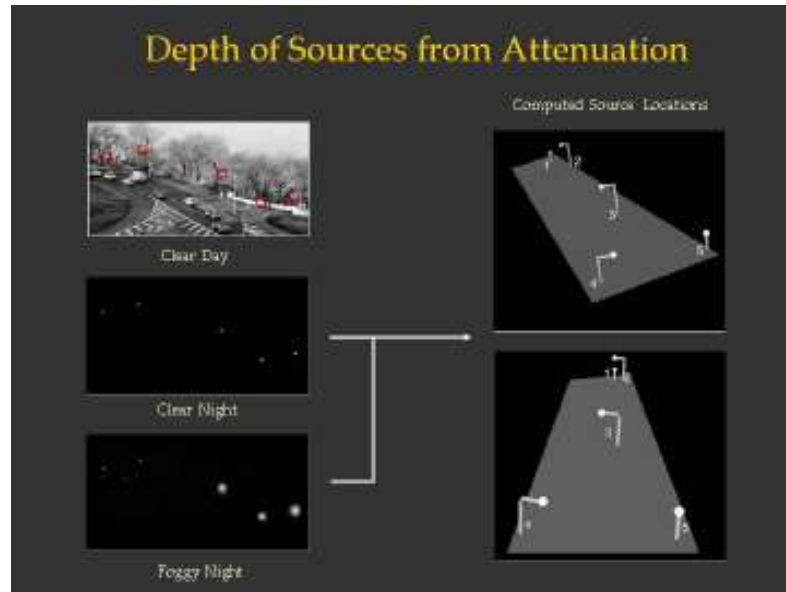 Depth of Sources from Attenuation
Computed Source Locations
Clear Day
Clear Night
Foggy Night